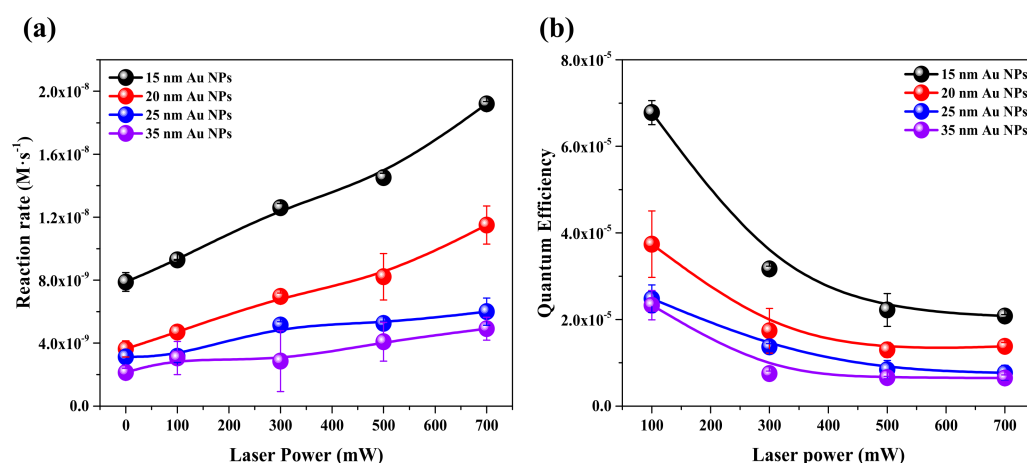 (a)
15 nm Au NPs
20 nm Au NPs
25 nm Au NPs
35 nm Au NPs
2.0x10⁻⁸
1.6x10⁻⁸
1.2x10⁻⁸
8.0x10⁻⁹
4.0x10⁻⁹
0.0
Reaction rate (M·s⁻¹)
0 100 200 300 400 500 600 700
Laser Power (mW)
(b)
15 nm Au NPs
20 nm Au NPs
25 nm Au NPs
35 nm Au NPs
8.0x10⁻⁵
6.0x10⁻⁵
4.0x10⁻⁵
2.0x10⁻⁵
0.0
Quantum Efficiency
100 200 300 400 500 600 700
Laser power (mW)